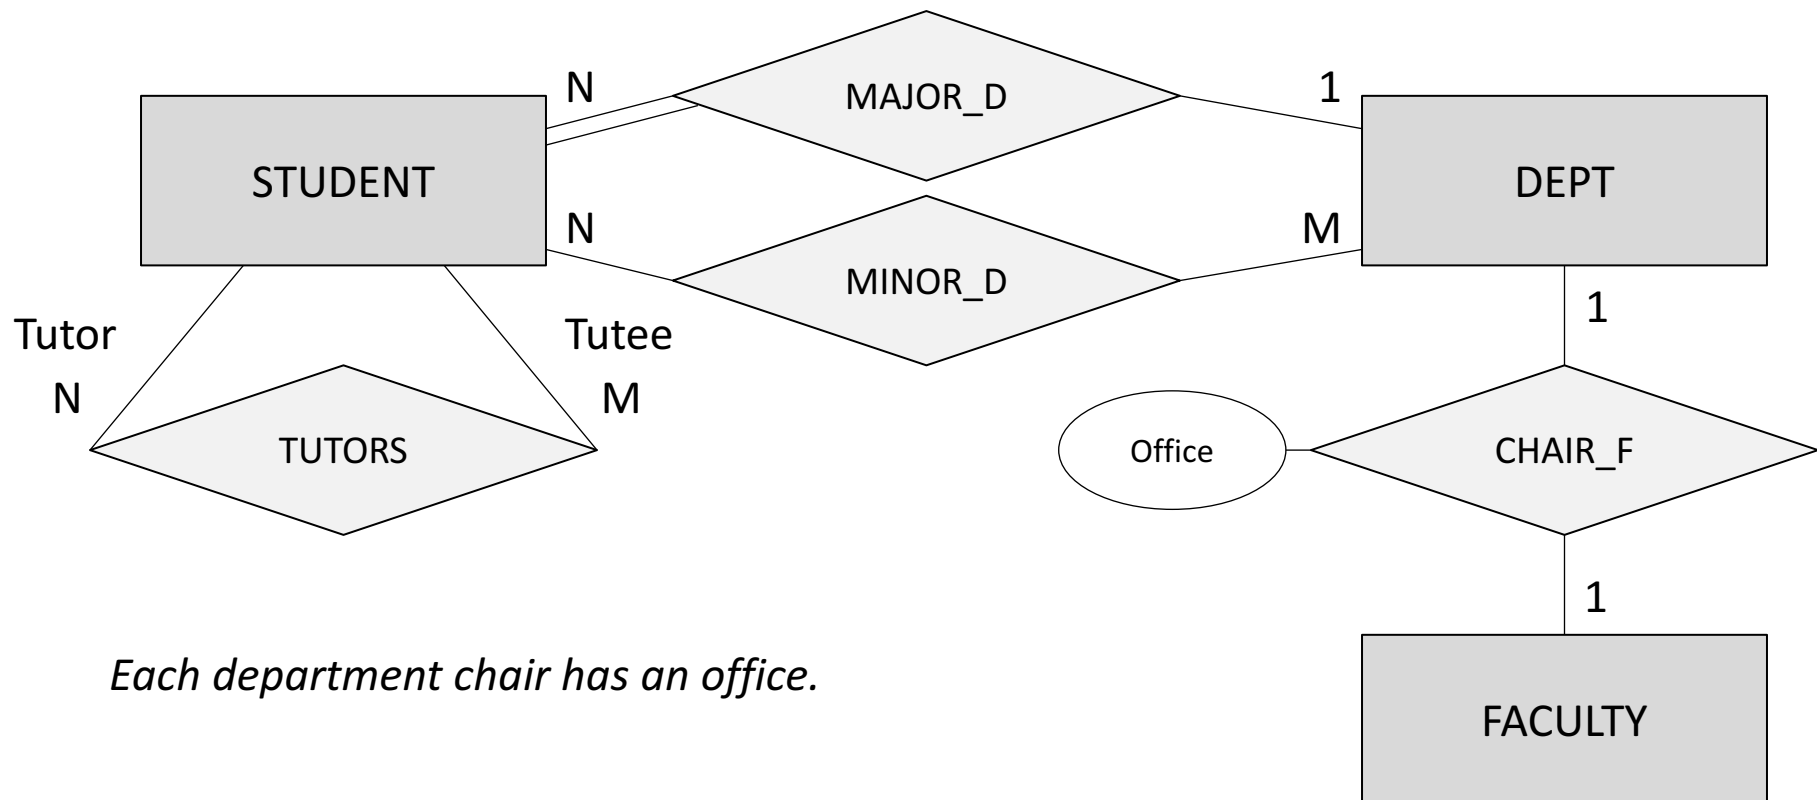 N
MAJOR_D
1
STUDENT
DEPT
N
MINOR_D
M
Tutor
N
Tutee
M
TUTORS
1
Office
CHAIR_F
1
Each department chair has an office.
FACULTY